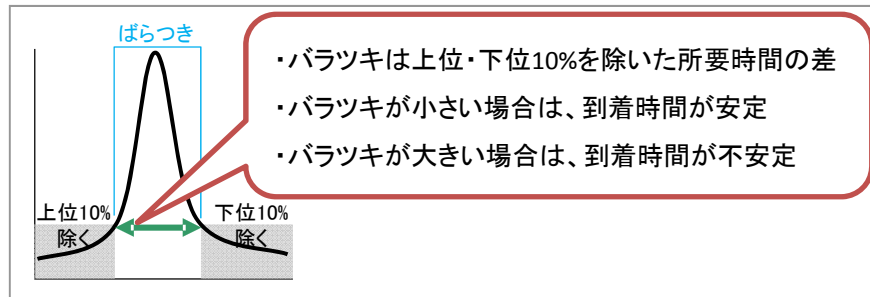 ばらつき
・バラツキは上位・下位10%を除いた所要時間の差
・バラツキが小さい場合は、到着時間が安定
・バラツキが大きい場合は、到着時間が不安定
上位10%
除く
下位10%
除く